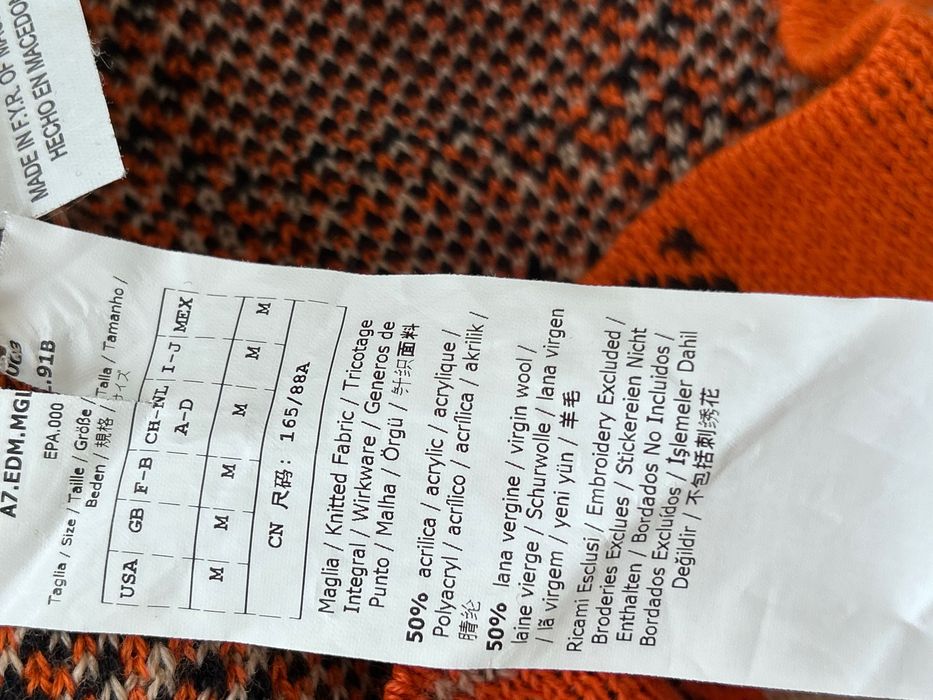 MADE IN F.Y.R. OF
HECHO EN MACEDO
A7.EDM.MGL
.91B
EPA.000
Taglia / Size / Taille / Größe
Beden / 規格 / Talla / Tamanho /
サイズ
USA GB F-B CH-NL I-J MEX
A-D
M M M M M M
CN 尺码: 165/88A
Maglia / Knitted Fabric / Tricotage
Integral / Wirkware / Generos de
Punto / Malha / Örgü / 针织面料
50% acrilica / acrylic / acrylique /
Polyacryl / acrílico / acrílica / akrilik /
腈纶
50% lana vergine / virgin wool /
laine vierge / Schurwolle / lana virgen
/ lã virgem / yeni yün / 羊毛
Ricami Esclusi / Embroidery Excluded /
Broderies Exclues / Stickereien Nicht
Enthalten / Bordados No Incluidos /
Bordados Excluídos / İşlemeler Dahil
Değildir / 不包括刺绣花